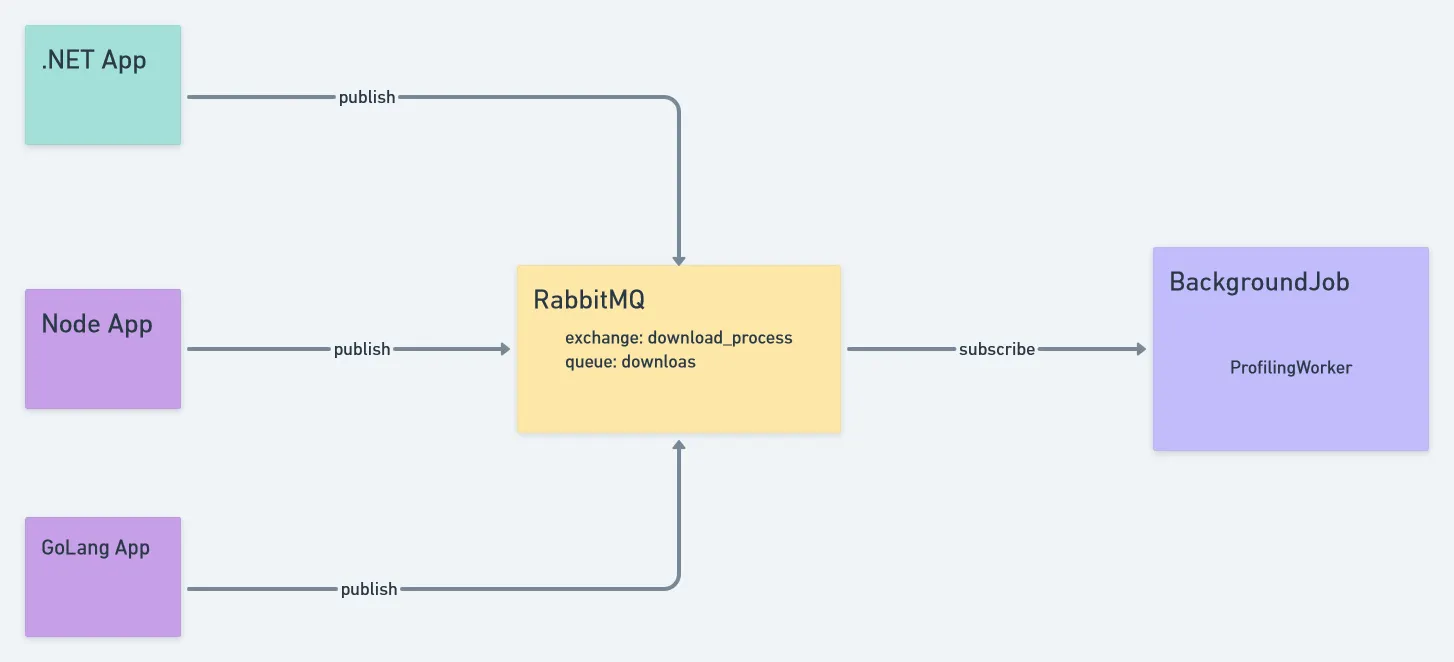 .NET App
publish
Node App
publish
RabbitMQ
exchange: download_process
queue: downloas
subscribe
BackgroundJob
ProfilingWorker
GoLang App
publish